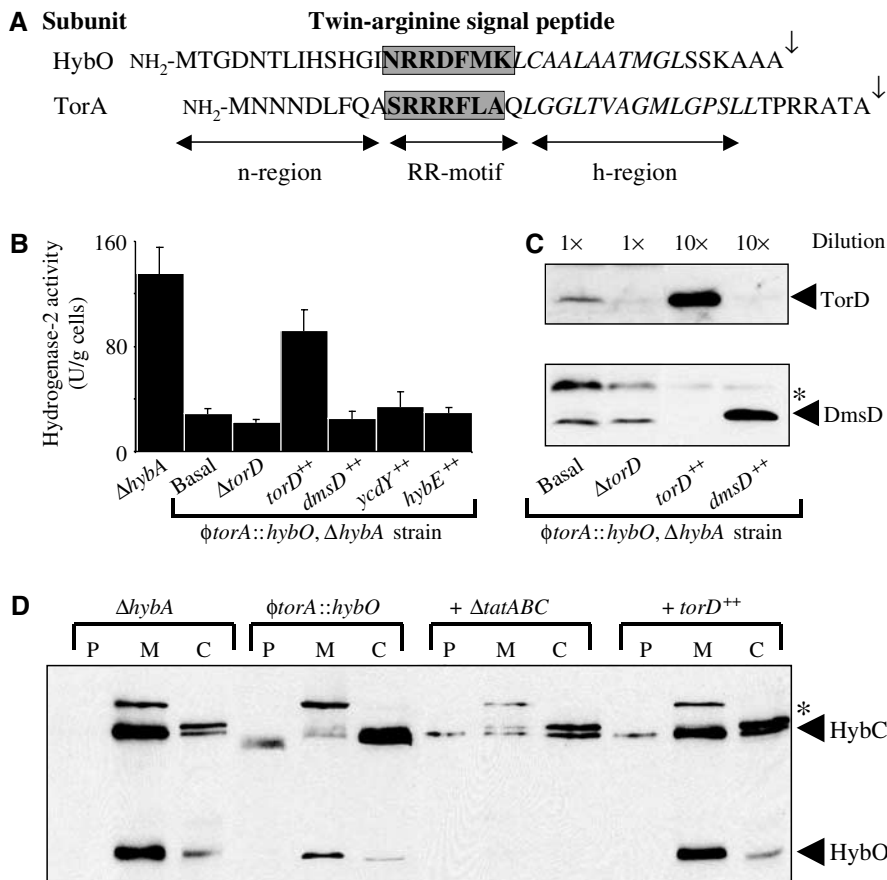 A Subunit Twin-arginine signal peptide
HybO NH2-MTGDNTLIHSHGINRRDFMKLCAALAATMGLSSKAAA↓
TorA NH2-MNNNDLFQASRRRFLAQLGGLTVAGMLGPSLLTPRRATA↓
n-region RR-motif h-region
B
Hydrogenase-2 activity
(U/g cells)
160
80
0
ΔhybA Basal ΔtorD torD++ dmsD++ ycdY++ hybE++
ϕtorA::hybO, ΔhybA strain
C
1× 1× 10× 10× Dilution
TorD
*
DmsD
Basal ΔtorD torD++ dmsD++
ϕtorA::hybO, ΔhybA strain
D
ΔhybA ϕtorA::hybO + ΔtatABC + torD++
P M C P M C P M C P M C
*
HybC
HybO